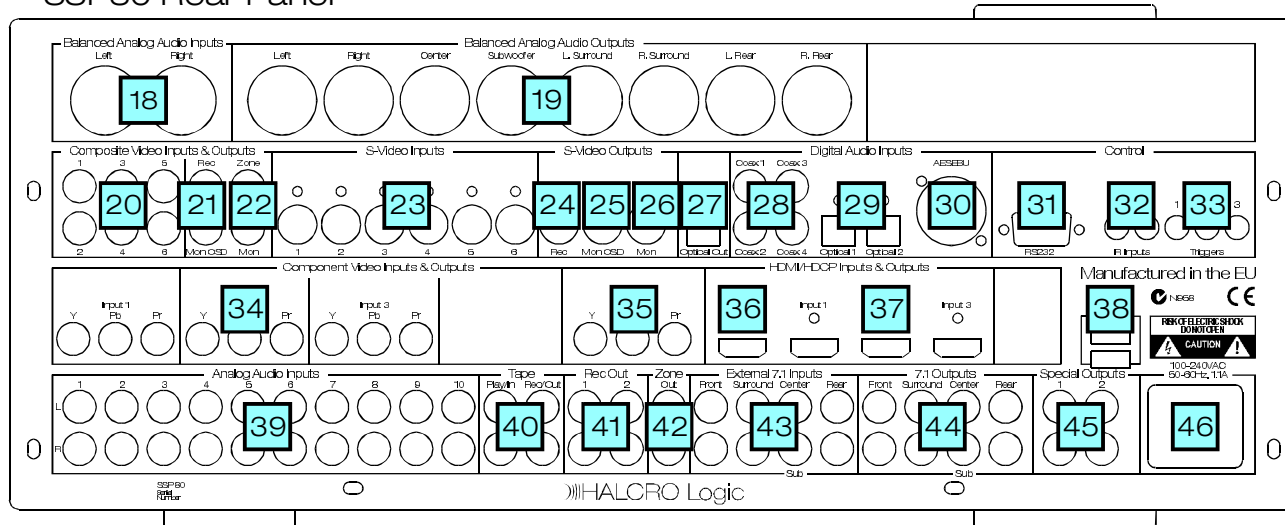 SSP80 Rear Panel
Balanced Analog Audio Inputs
Balanced Analog Audio Outputs
Left Right
Left Right Center Subwoofer L. Surround R. Surround L. Rear R. Rear
18 19
Composite Video Inputs & Outputs
S-Video Inputs
S-Video Outputs
Digital Audio Inputs
Control
1 3 5 Rec Zone
Coax 1 Coax 3 AESEBU
20 21 22 23 24 25 26 27 28 29 30 31 32 1 33 3
2 4 6 Mon OSD Mon 1 2 3 4 5 6 Rec Mon OSD Mon Optical Out Coax 2 Coax 4 Optical 1 Optical 2 RS232 IR Inputs Triggers
Component Video Inputs & Outputs
HDMI/HDCP Inputs & Outputs
Manufactured in the EU
Input 1 34 Input 3 35 36 Input 1 37 Input 3 38
Y Pb Pr Y Pr Y Pb Pr Y Pr
N968 CE
RISK OF ELECTRIC SHOCK
DO NOT OPEN
CAUTION
100-240VAC
50-60Hz, 1.1A
Analog Audio Inputs
Tape
Rec Out
Zone
Out
External 7.1 Inputs
7.1 Outputs
Special Outputs
1 2 3 4 5 6 7 8 9 10 Play/In Rec/Out 1 2 Front Surround Center Rear Front Surround Center Rear 1 2
L
39 40 41 42 43 44 45 46
R
Sub Sub
SSP80
Serial
Number
HALCRO Logic